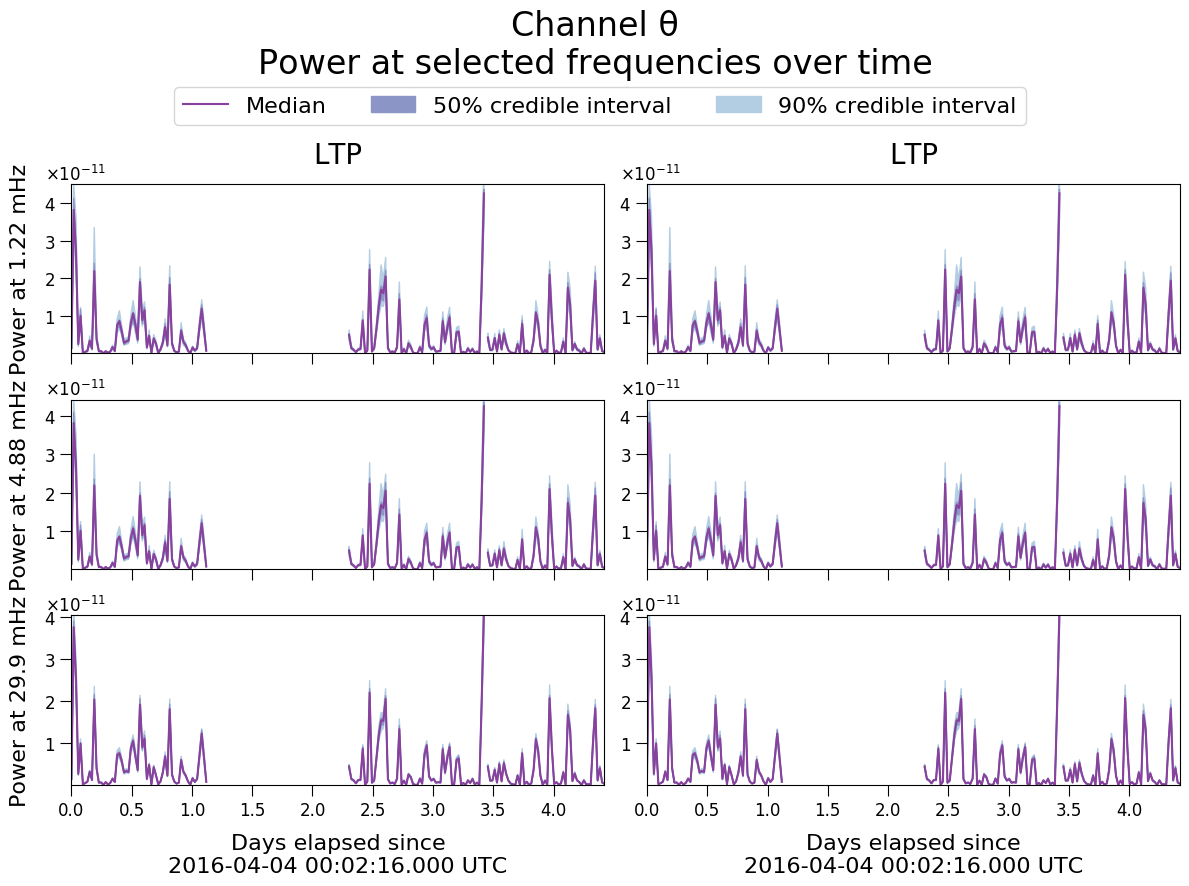 Channel θ
Power at selected frequencies over time
Median 50% credible interval 90% credible interval
LTP LTP
×10⁻¹¹ ×10⁻¹¹
Power at 1.22 mHz
4 3 2 1
4 3 2 1
×10⁻¹¹ ×10⁻¹¹
Power at 4.88 mHz
4 3 2 1
4 3 2 1
×10⁻¹¹ ×10⁻¹¹
Power at 29.9 mHz
4 3 2 1
4 3 2 1
0.0 0.5 1.0 1.5 2.0 2.5 3.0 3.5 4.0
0.0 0.5 1.0 1.5 2.0 2.5 3.0 3.5 4.0
Days elapsed since
2016-04-04 00:02:16.000 UTC
Days elapsed since
2016-04-04 00:02:16.000 UTC